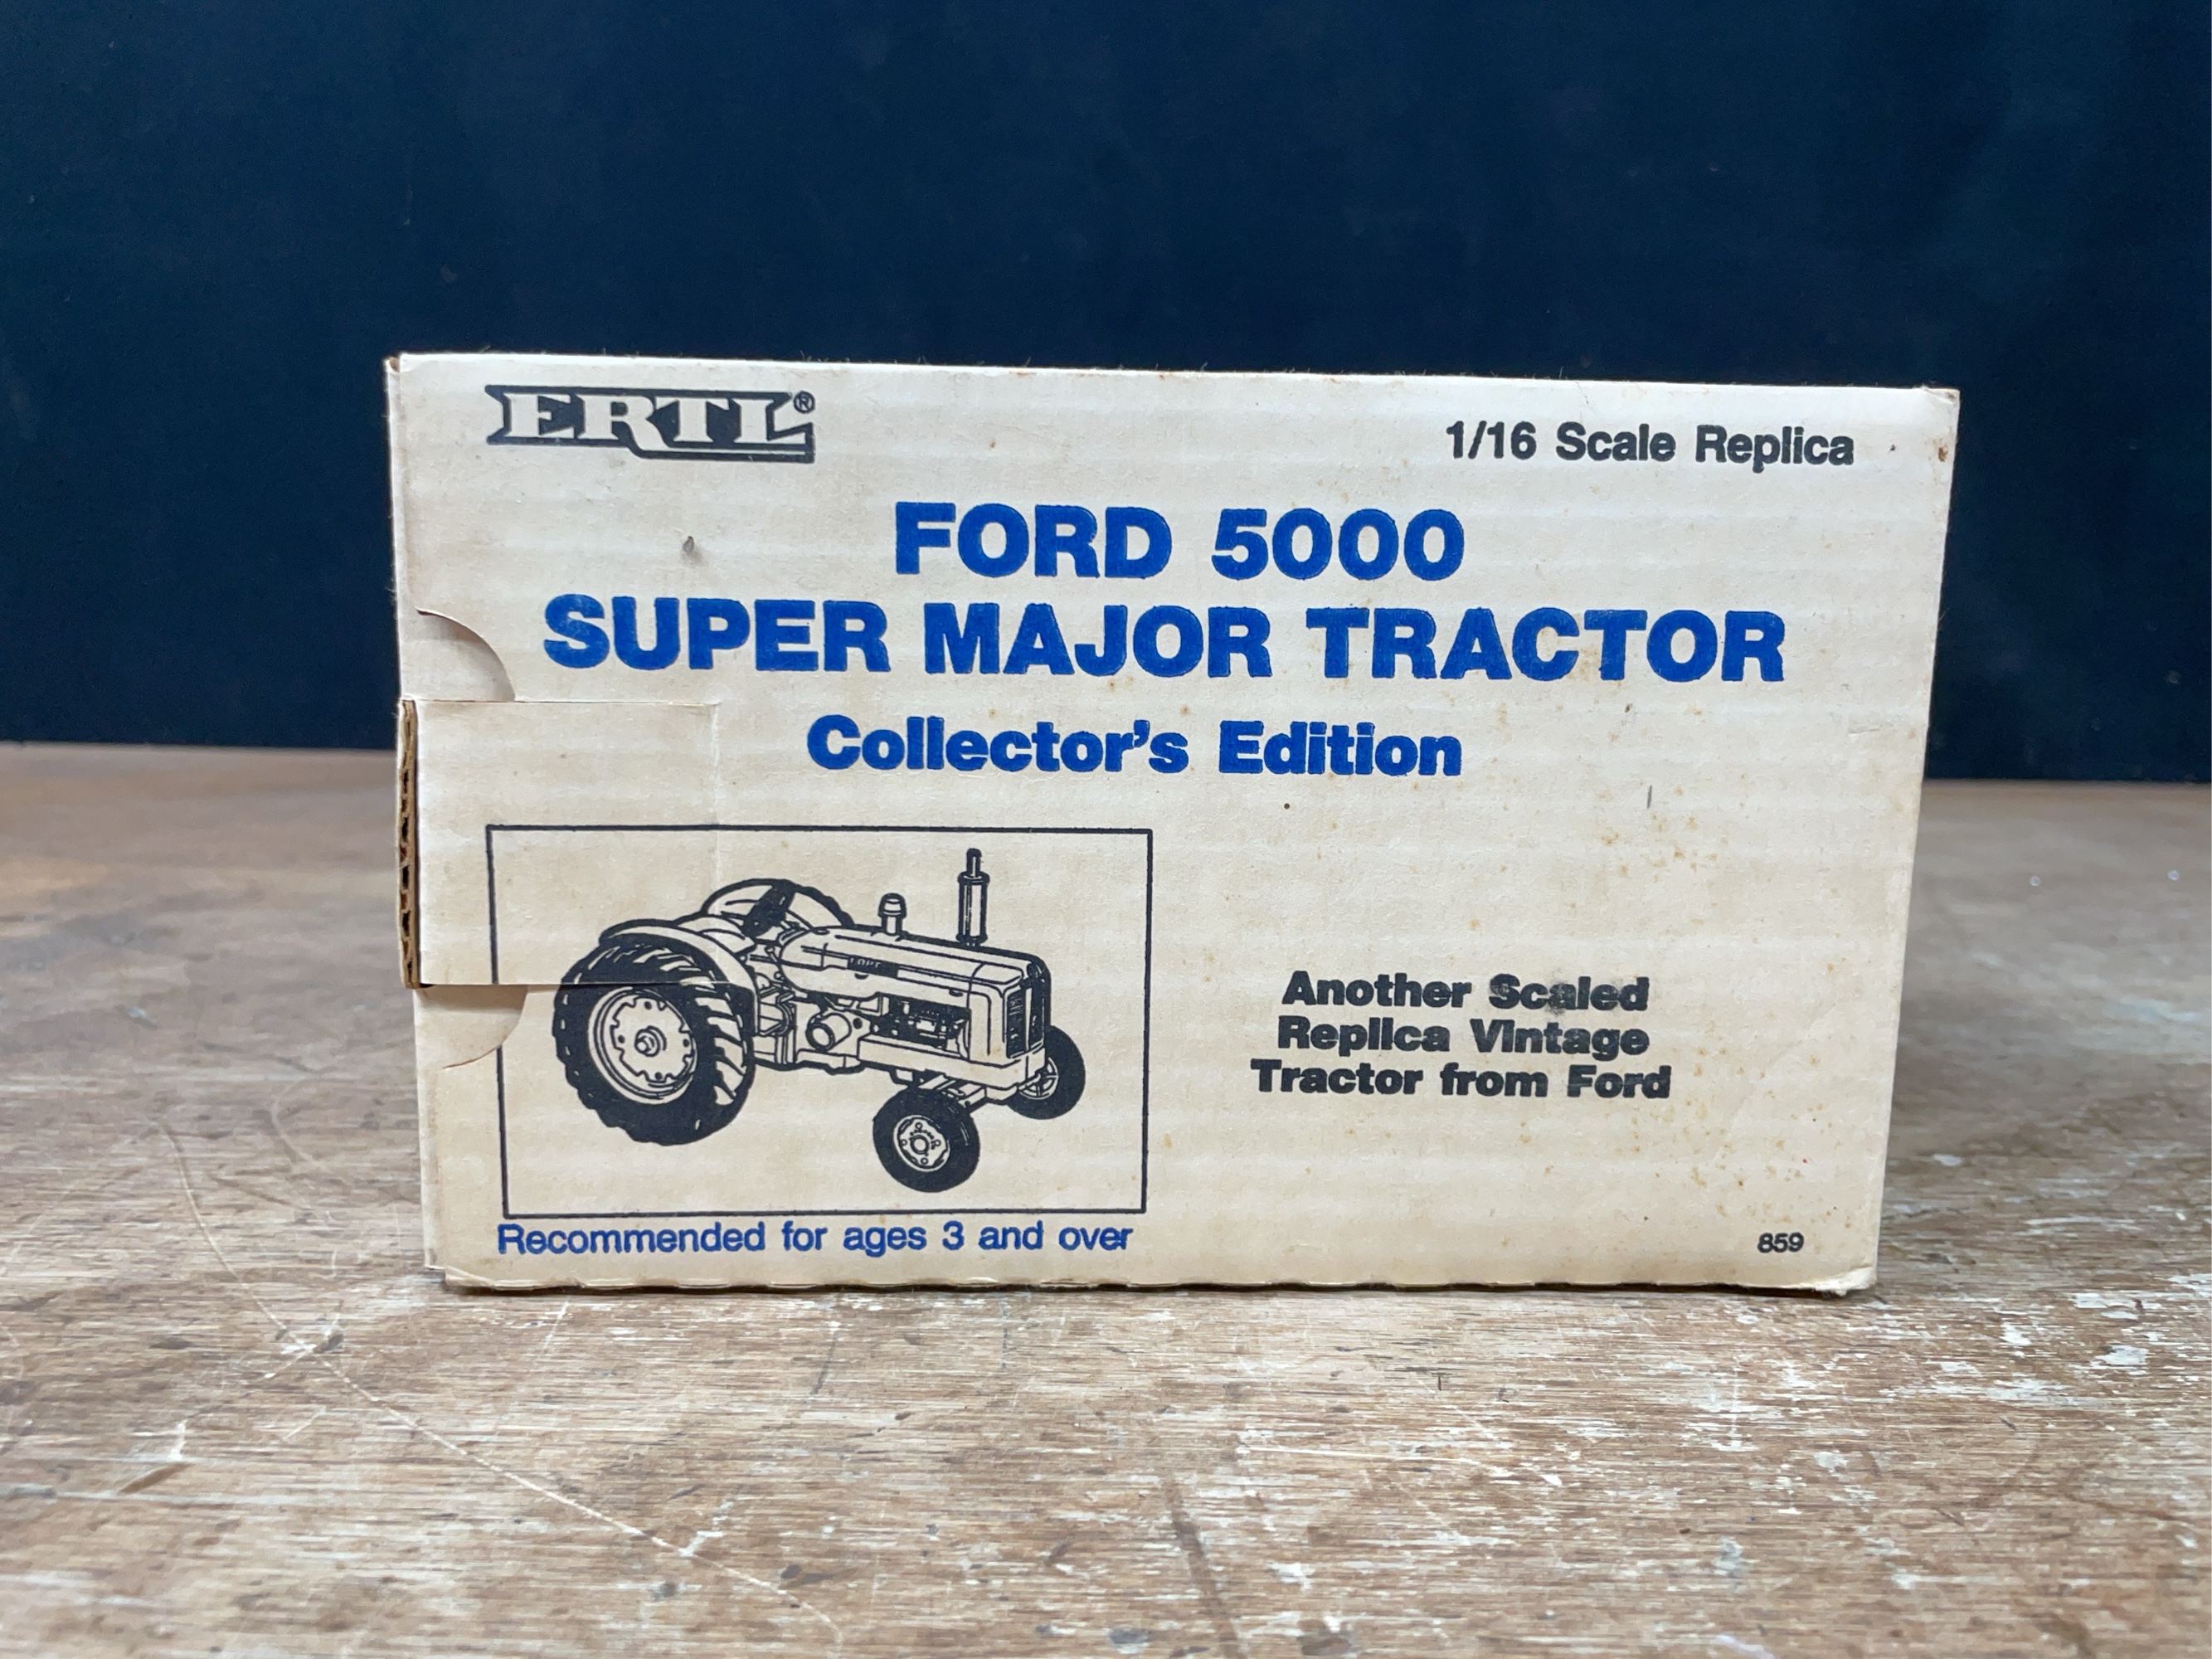 ERTL®
1/16 Scale Replica
FORD 5000
SUPER MAJOR TRACTOR
Collector's Edition
Another Scaled
Replica Vintage
Tractor from Ford
Recommended for ages 3 and over
859